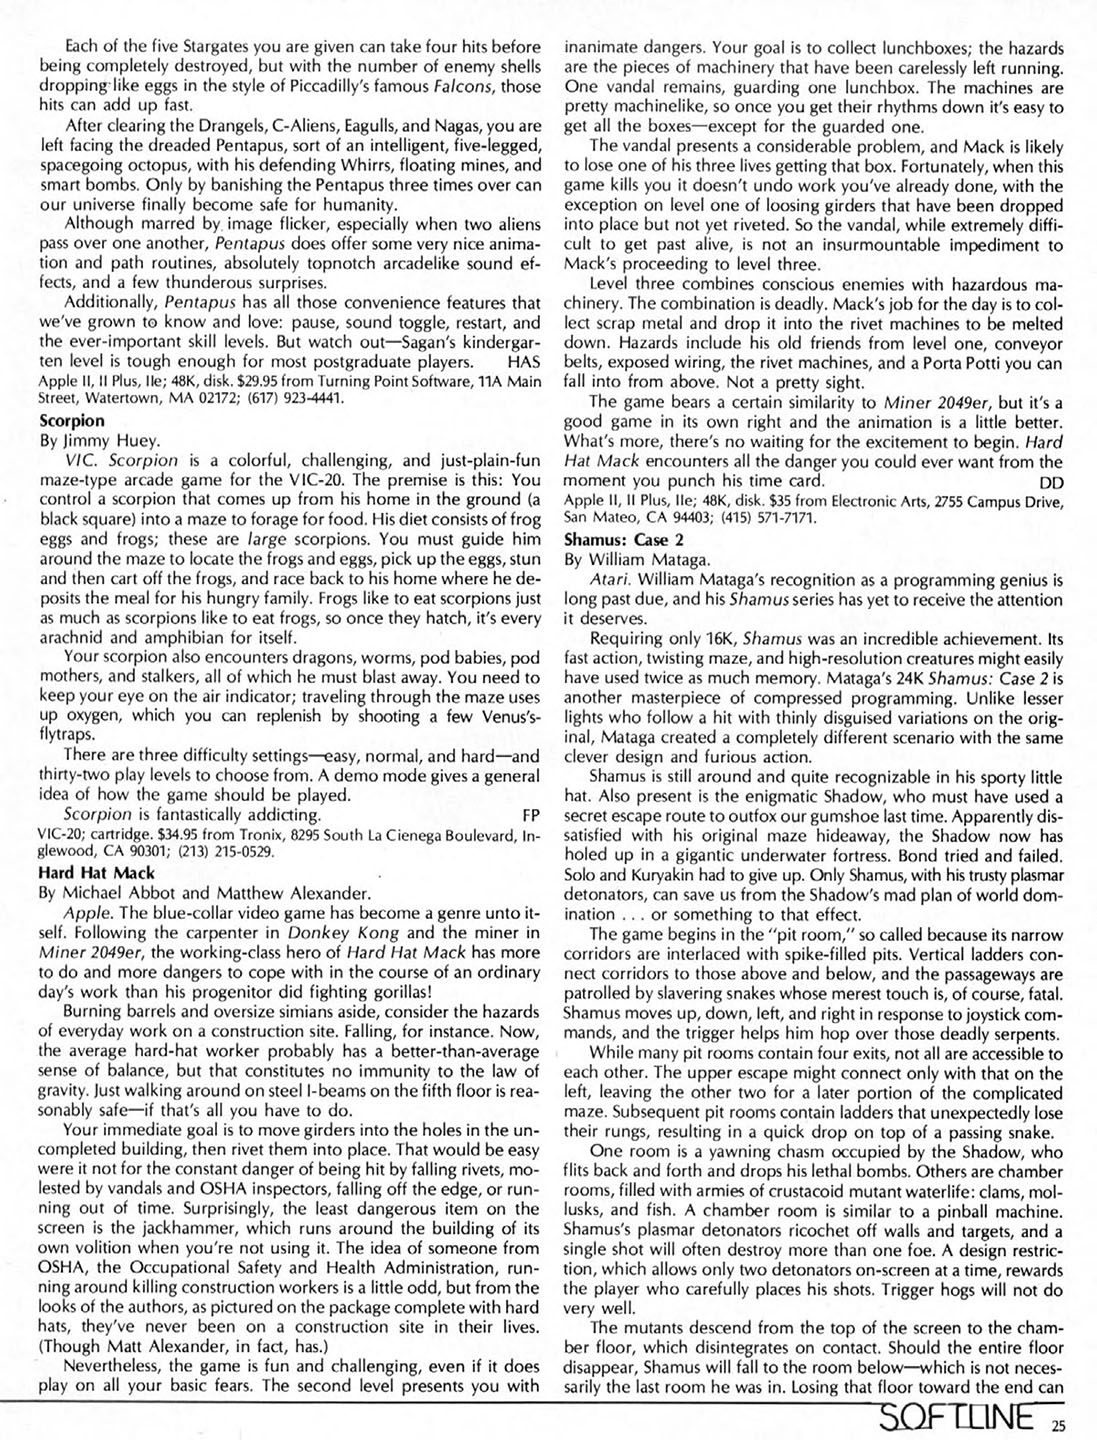 Each of the five Stargates you are given can take four hits before
being completely destroyed, but with the number of enemy shells
dropping like eggs in the style of Piccadilly's famous Falcons, those
hits can add up fast.
After clearing the Drangels, C-Aliens, Eagulls, and Nagas, you are
left facing the dreaded Pentapus, sort of an intelligent, five-legged,
spacegoing octopus, with his defending Whirrs, floating mines, and
smart bombs. Only by banishing the Pentapus three times over can
our universe finally become safe for humanity.
Although marred by image flicker, especially when two aliens
pass over one another, Pentapus does offer some very nice anima-
tion and path routines, absolutely topnotch arcadelike sound ef-
fects, and a few thunderous surprises.
Additionally, Pentapus has all those convenience features that
we've grown to know and love: pause, sound toggle, restart, and
the ever-important skill levels. But watch out—Sagan's kindergar-
ten level is tough enough for most postgraduate players. HAS
Apple II, II Plus, IIe; 48K, disk. $29.95 from Turning Point Software, 11A Main
Street, Watertown, MA 02172; (617) 923-4441.
Scorpion
By Jimmy Huey.
VIC. Scorpion is a colorful, challenging, and just-plain-fun
maze-type arcade game for the VIC-20. The premise is this: You
control a scorpion that comes up from his home in the ground (a
black square) into a maze to forage for food. His diet consists of frog
eggs and frogs; these are large scorpions. You must guide him
around the maze to locate the frogs and eggs, pick up the eggs, stun
and then cart off the frogs, and race back to his home where he de-
posits the meal for his hungry family. Frogs like to eat scorpions just
as much as scorpions like to eat frogs, so once they hatch, it's every
arachnid and amphibian for itself.
Your scorpion also encounters dragons, worms, pod babies, pod
mothers, and stalkers, all of which he must blast away. You need to
keep your eye on the air indicator; traveling through the maze uses
up oxygen, which you can replenish by shooting a few Venus's-
flytraps.
There are three difficulty settings—easy, normal, and hard—and
thirty-two play levels to choose from. A demo mode gives a general
idea of how the game should be played.
Scorpion is fantastically addicting. FP
VIC-20; cartridge. $34.95 from Tronix, 8295 South La Cienega Boulevard, In-
glewood, CA 90301; (213) 215-0529.
Hard Hat Mack
By Michael Abbot and Matthew Alexander.
Apple. The blue-collar video game has become a genre unto it-
self. Following the carpenter in Donkey Kong and the miner in
Miner 2049er, the working-class hero of Hard Hat Mack has more
to do and more dangers to cope with in the course of an ordinary
day's work than his progenitor did fighting gorillas!
Burning barrels and oversize simians aside, consider the hazards
of everyday work on a construction site. Falling, for instance. Now,
the average hard-hat worker probably has a better-than-average
sense of balance, but that constitutes no immunity to the law of
gravity. Just walking around on steel I-beams on the fifth floor is rea-
sonably safe—if that's all you have to do.
Your immediate goal is to move girders into the holes in the un-
completed building, then rivet them into place. That would be easy
were it not for the constant danger of being hit by falling rivets, mo-
lested by vandals and OSHA inspectors, falling off the edge, or run-
ning out of time. Surprisingly, the least dangerous item on the
screen is the jackhammer, which runs around the building of its
own volition when you're not using it. The idea of someone from
OSHA, the Occupational Safety and Health Administration, run-
ning around killing construction workers is a little odd, but from the
looks of the authors, as pictured on the package complete with hard
hats, they've never been on a construction site in their lives.
(Though Matt Alexander, in fact, has.)
Nevertheless, the game is fun and challenging, even if it does
play on all your basic fears. The second level presents you with
inanimate dangers. Your goal is to collect lunchboxes; the hazards
are the pieces of machinery that have been carelessly left running.
One vandal remains, guarding one lunchbox. The machines are
pretty machinelike, so once you get their rhythms down it's easy to
get all the boxes—except for the guarded one.
The vandal presents a considerable problem, and Mack is likely
to lose one of his three lives getting that box. Fortunately, when this
game kills you it doesn't undo work you've already done, with the
exception on level one of loosing girders that have been dropped
into place but not yet riveted. So the vandal, while extremely diffi-
cult to get past alive, is not an insurmountable impediment to
Mack's proceeding to level three.
Level three combines conscious enemies with hazardous ma-
chinery. The combination is deadly. Mack's job for the day is to col-
lect scrap metal and drop it into the rivet machines to be melted
down. Hazards include his old friends from level one, conveyor
belts, exposed wiring, the rivet machines, and a Porta Potti you can
fall into from above. Not a pretty sight.
The game bears a certain similarity to Miner 2049er, but it's a
good game in its own right and the animation is a little better.
What's more, there's no waiting for the excitement to begin. Hard
Hat Mack encounters all the danger you could ever want from the
moment you punch his time card. DD
Apple II, II Plus, IIe; 48K, disk. $35 from Electronic Arts, 2755 Campus Drive,
San Mateo, CA 94403; (415) 571-7171.
Shamus: Case 2
By William Mataga.
Atari. William Mataga's recognition as a programming genius is
long past due, and his Shamus series has yet to receive the attention
it deserves.
Requiring only 16K, Shamus was an incredible achievement. Its
fast action, twisting maze, and high-resolution creatures might easily
have used twice as much memory. Mataga's 24K Shamus: Case 2 is
another masterpiece of compressed programming. Unlike lesser
lights who follow a hit with thinly disguised variations on the orig-
inal, Mataga created a completely different scenario with the same
clever design and furious action.
Shamus is still around and quite recognizable in his sporty little
hat. Also present is the enigmatic Shadow, who must have used a
secret escape route to outfox our gumshoe last time. Apparently dis-
satisfied with his original maze hideaway, the Shadow now has
holed up in a gigantic underwater fortress. Bond tried and failed.
Solo and Kuryakin had to give up. Only Shamus, with his trusty plasmar
detonators, can save us from the Shadow's mad plan of world dom-
ination . . . or something to that effect.
The game begins in the "pit room," so called because its narrow
corridors are interlaced with spike-filled pits. Vertical ladders con-
nect corridors to those above and below, and the passageways are
patrolled by slavering snakes whose merest touch is, of course, fatal.
Shamus moves up, down, left, and right in response to joystick com-
mands, and the trigger helps him hop over those deadly serpents.
While many pit rooms contain four exits, not all are accessible to
each other. The upper escape might connect only with that on the
left, leaving the other two for a later portion of the complicated
maze. Subsequent pit rooms contain ladders that unexpectedly lose
their rungs, resulting in a quick drop on top of a passing snake.
One room is a yawning chasm occupied by the Shadow, who
flits back and forth and drops his lethal bombs. Others are chamber
rooms, filled with armies of crustacoid mutant waterlife: clams, mol-
lusks, and fish. A chamber room is similar to a pinball machine.
Shamus's plasmar detonators ricochet off walls and targets, and a
single shot will often destroy more than one foe. A design restric-
tion, which allows only two detonators on-screen at a time, rewards
the player who carefully places his shots. Trigger hogs will not do
very well.
The mutants descend from the top of the screen to the cham-
ber floor, which disintegrates on contact. Should the entire floor
disappear, Shamus will fall to the room below—which is not neces-
sarily the last room he was in. Losing that floor toward the end can
SOFTLINE 25